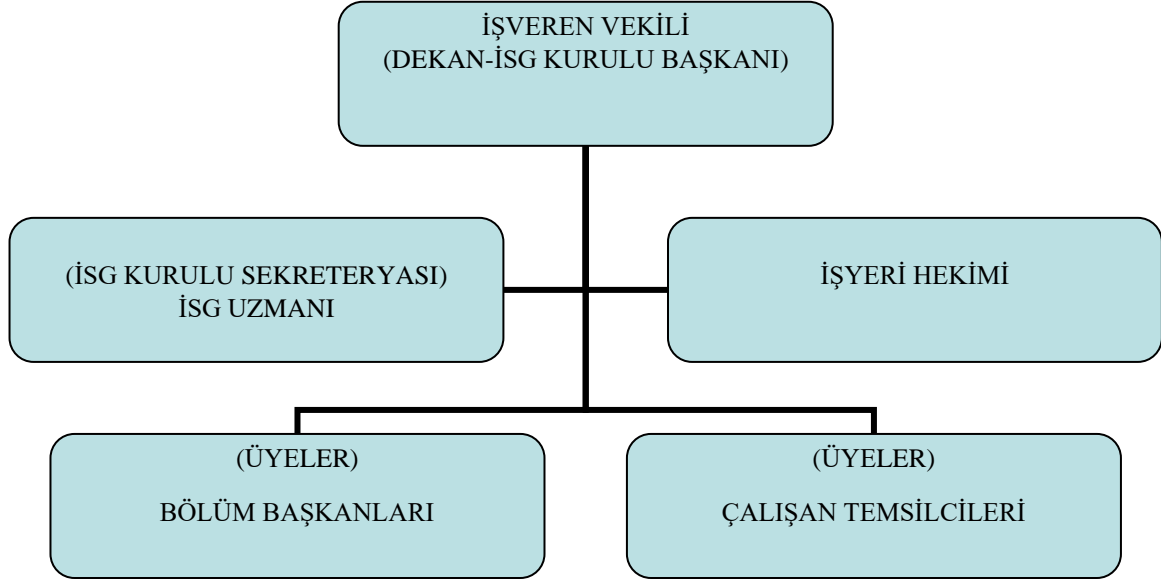 İŞVEREN VEKİLİ
(DEKAN-İSG KURULU BAŞKANI)
(İSG KURULU SEKRETERYASI)
İSG UZMANI
İŞYERİ HEKİMİ
(ÜYELER)
BÖLÜM BAŞKANLARI
(ÜYELER)
ÇALIŞAN TEMSİLCİLERİ